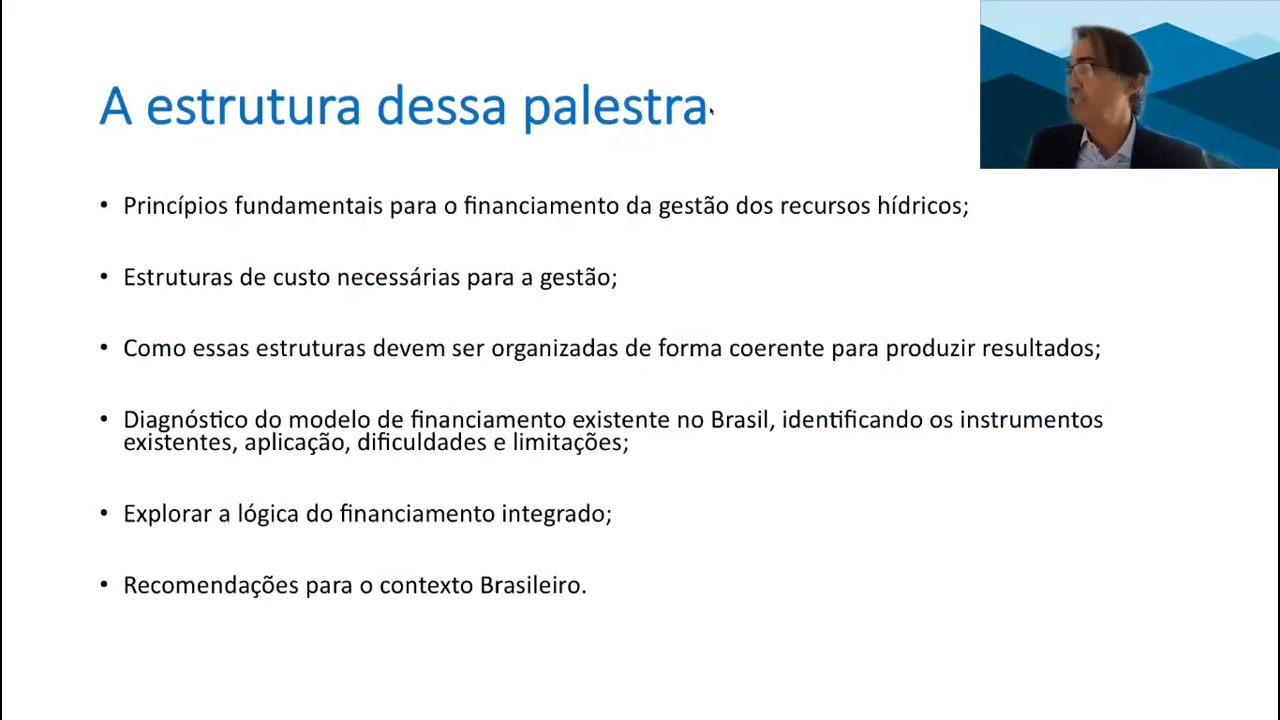 A estrutura dessa palestra
• Princípios fundamentais para o financiamento da gestão dos recursos hídricos;
• Estruturas de custo necessárias para a gestão;
• Como essas estruturas devem ser organizadas de forma coerente para produzir resultados;
• Diagnóstico do modelo de financiamento existente no Brasil, identificando os instrumentos
existentes, aplicação, dificuldades e limitações;
• Explorar a lógica do financiamento integrado;
• Recomendações para o contexto Brasileiro.